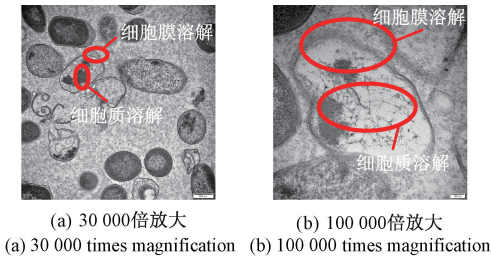 细胞膜溶解
细胞质溶解
(a) 30 000倍放大
(a) 30 000 times magnification
细胞膜溶解
细胞质溶解
(b) 100 000倍放大
(b) 100 000 times magnification